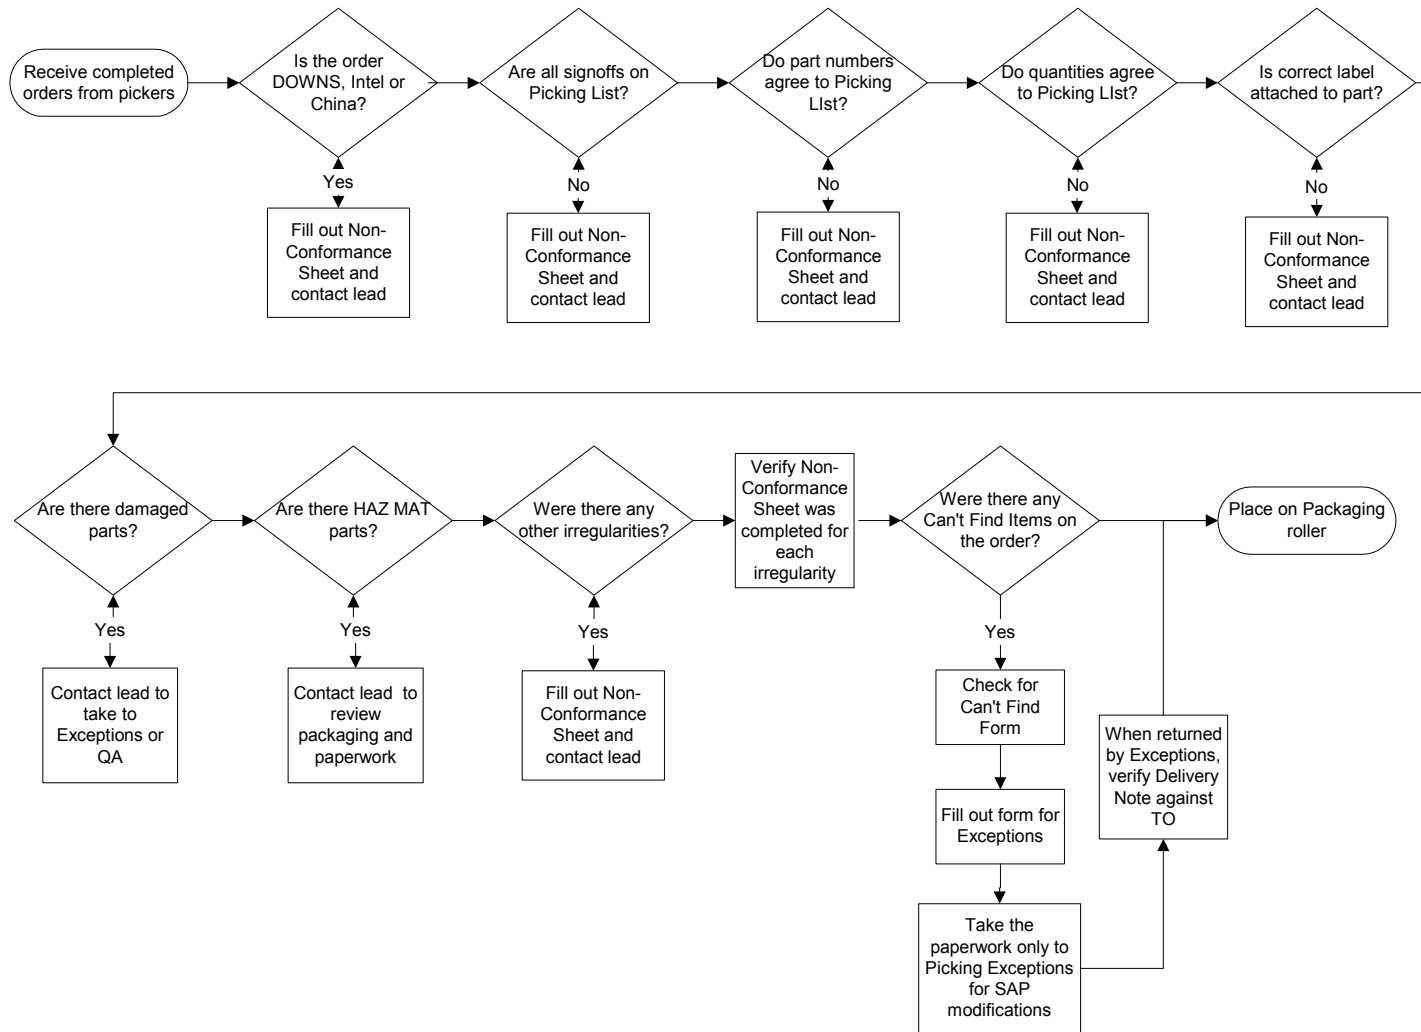 Receive completed
orders from pickers
Is the order
DOWNS, Intel or
China?
Are all signoffs on
Picking List?
Do part numbers
agree to Picking
LIst?
Do quantities agree
to Picking LIst?
Is correct label
attached to part?
Yes
No
No
No
No
Fill out Non-
Conformance
Sheet and
contact lead
Fill out Non-
Conformance
Sheet and
contact lead
Fill out Non-
Conformance
Sheet and
contact lead
Fill out Non-
Conformance
Sheet and
contact lead
Fill out Non-
Conformance
Sheet and
contact lead
Are there damaged
parts?
Are there HAZ MAT
parts?
Were there any
other irregularities?
Verify Non-
Conformance
Sheet was
completed for
each
irregularity
Were there any
Can't Find Items on
the order?
Place on Packaging
roller
Yes
Yes
Yes
Yes
Contact lead to
take to
Exceptions or
QA
Contact lead  to
review
packaging and
paperwork
Fill out Non-
Conformance
Sheet and
contact lead
Check for
Can't Find
Form
Fill out form for
Exceptions
Take the
paperwork only to
Picking Exceptions
for SAP
modifications
When returned
by Exceptions,
verify Delivery
Note against
TO